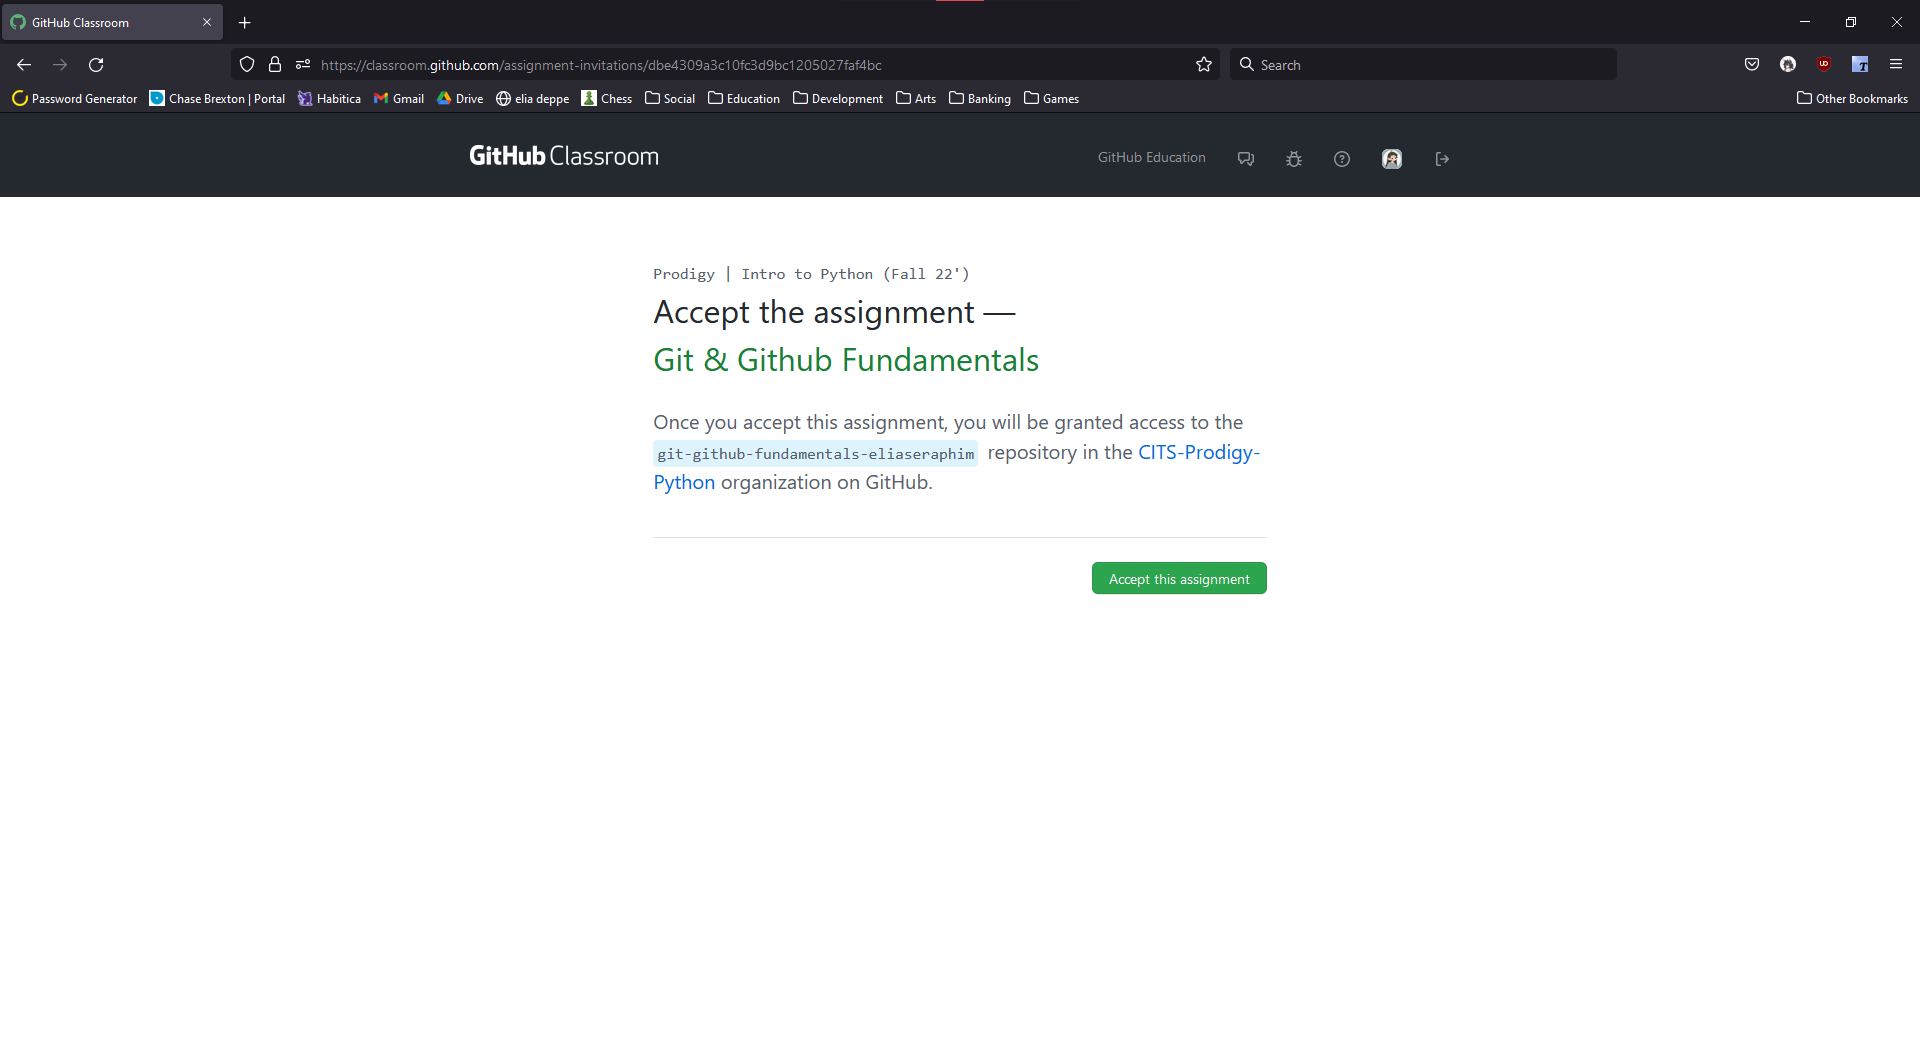 GitHub Classroom
https://classroom.github.com/assignment-invitations/dbe4309a3c10fc3d9bc1205027faf4bc
Search
Password Generator
Chase Brexton | Portal
Habitica
Gmail
Drive
elia deppe
Chess
Social
Education
Development
Arts
Banking
Games
Other Bookmarks
GitHub Classroom
GitHub Education
Prodigy | Intro to Python (Fall 22')
Accept the assignment —
Git & Github Fundamentals
Once you accept this assignment, you will be granted access to the
git-github-fundamentals-eliaseraphim repository in the CITS-Prodigy-
Python organization on GitHub.
Accept this assignment